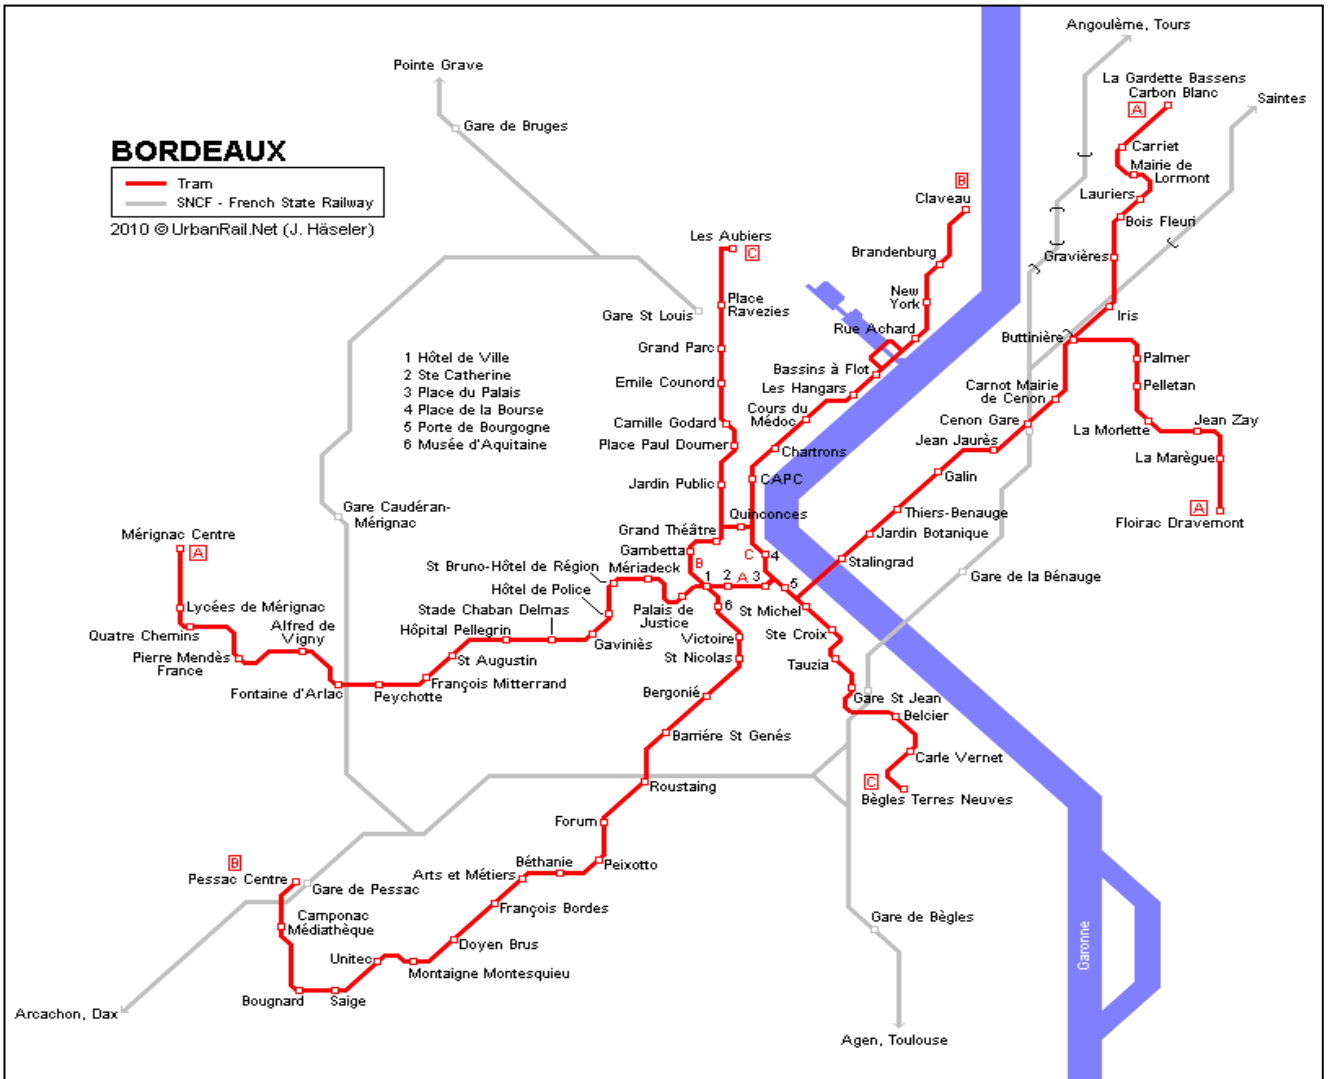 Angoulème, Tours
Pointe Grave
La Gardette Bassens
Carbon Blanc
A
Saintes
Gare de Bruges
BORDEAUX
Tram
SNCF - French State Railway
2010 © UrbanRail.Net (J. Häseler)
Carriet
Mairie de
Lormont
Lauriers
Bois Fleuri
B
Claveau
Les Aubiers
C
Brandenburg
Gravières
New
York
Place
Ravezies
Gare St Louis
Iris
Rue Achard
Buttinière
Grand Parc
1 Hôtel de Ville
2 Ste Catherine
3 Place du Palais
4 Place de la Bourse
5 Porte de Bourgogne
6 Musée d'Aquitaine
Palmer
Bassins à Flot
Emile Counord
Les Hangars
Carnot Mairie
de Cenon
Pelletan
Cours du
Médoc
Camille Godard
Cenon Gare
La Morlette
Jean Zay
Place Paul Doumer
Jean Jaurès
Chartrons
La Marègue
Jardin Public
CAPC
Galin
Gare Caudéran-
Mérignac
Quinconces
Thiers-Benauge
A
Floirac Dravemont
Mérignac Centre
A
Grand Théâtre
Jardin Botanique
Gambetta
B
C
4
St Bruno-Hôtel de Région
Mériadeck
Stalingrad
1
2
A
3
5
Gare de la Bénauge
Hôtel de Police
Lycées de Mérignac
Stade Chaban Delmas
Palais de
Justice
6
St Michel
Quatre Chemins
Alfred de
Vigny
Hôpital Pellegrin
Gaviniès
Victoire
Ste Croix
Pierre Mendès
France
St Augustin
St Nicolas
Tauzia
Fontaine d'Arlac
Peychotte
François Mitterrand
Bergonié
Gare St Jean
Belcier
Barriére St Genés
Carle Vernet
Roustaing
C
Bègles Terres Neuves
Forum
B
Pessac Centre
Gare de Pessac
Béthanie
Peixotto
Arts et Métiers
François Bordes
Camponac
Médiathèque
Gare de Bègles
Garonne
Doyen Brus
Unitec
Montaigne Montesquieu
Bougnard
Saige
Arcachon, Dax
Agen, Toulouse